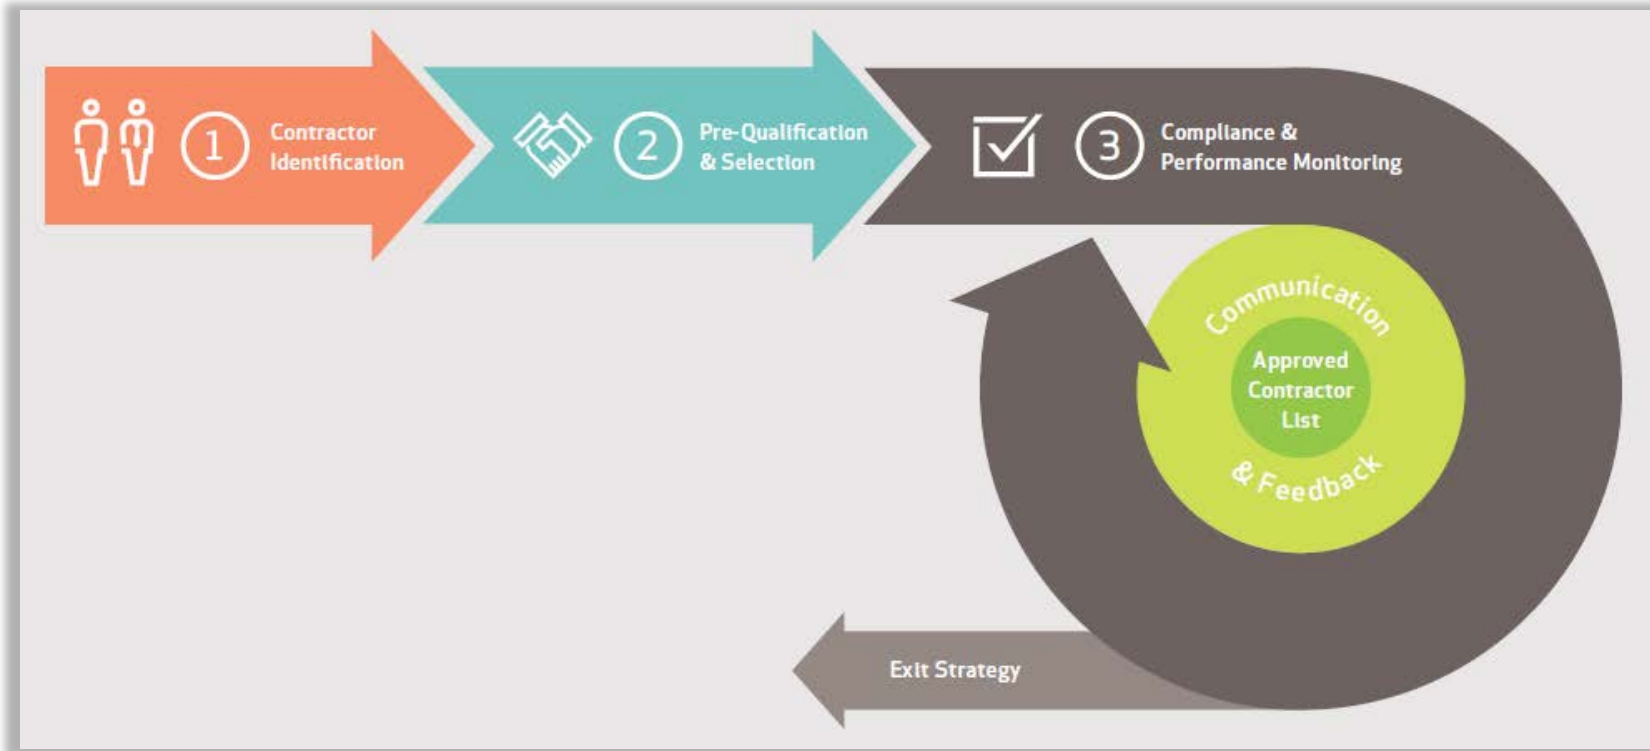 1
Contractor
Identification
2
Pre-Qualification
& Selection
3
Compliance &
Performance Monitoring
Communication
Approved
Contractor
List
& Feedback
Exit Strategy